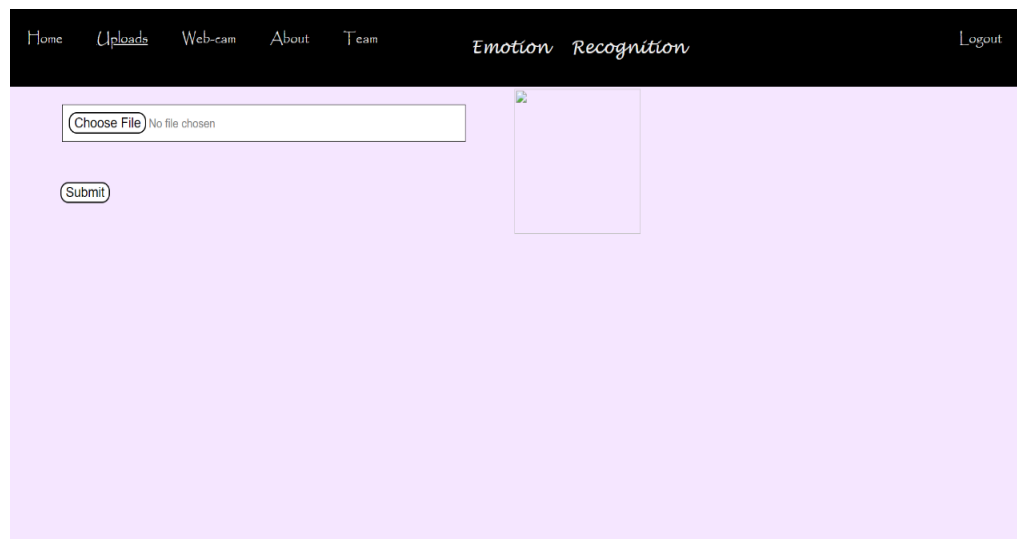 Home Uploads Web-cam About Team Emotion Recognition Logout
Choose File No file chosen
Submit